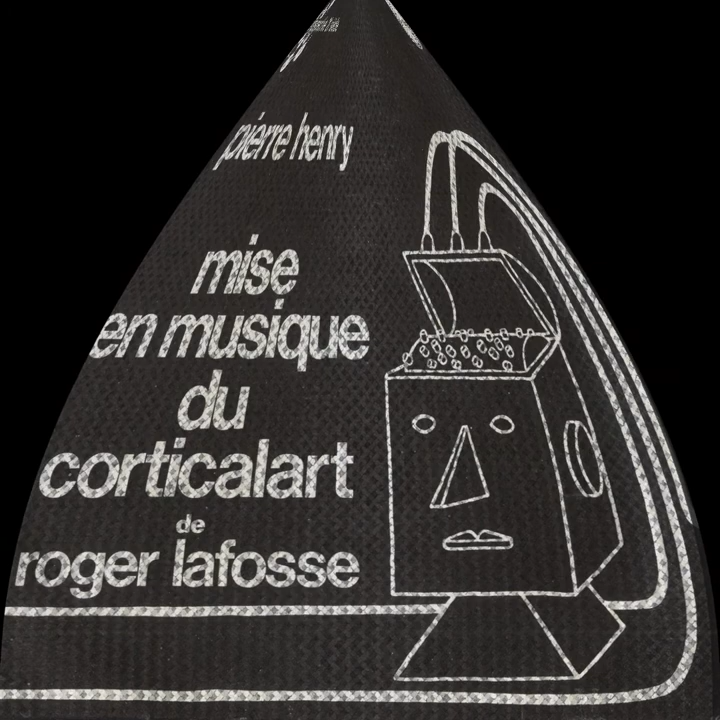 pierre henry
mise
en musique
du
corticalart
de
roger lafosse